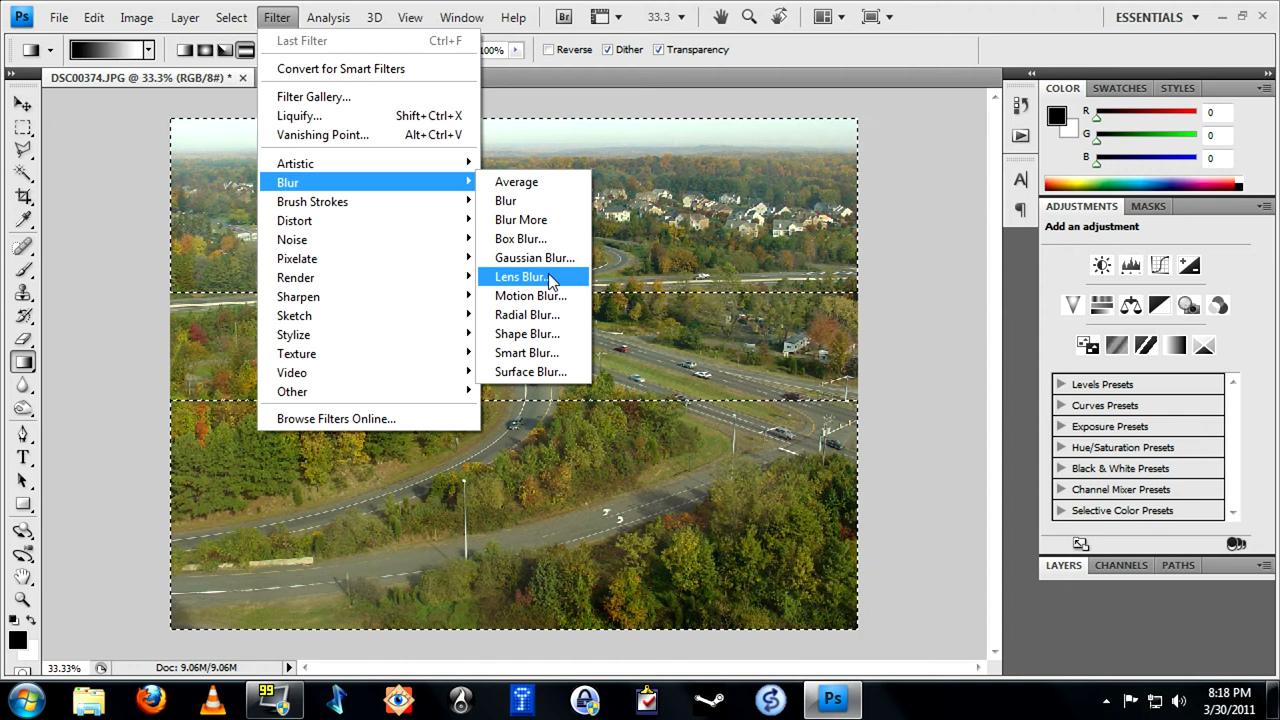 Ps File Edit Image Layer Select Filter Analysis 3D View Window Help Br 33.3 ESSENTIALS
100% Reverse Dither Transparency
DSC00374.JPG @ 33.3% (RGB/8#) *
Last Filter Ctrl+F
Convert for Smart Filters
Filter Gallery...
Liquify... Shift+Ctrl+X
Vanishing Point... Alt+Ctrl+V
Artistic
Blur
Brush Strokes
Distort
Noise
Pixelate
Render
Sharpen
Sketch
Stylize
Texture
Video
Other
Browse Filters Online...
Average
Blur
Blur More
Box Blur...
Gaussian Blur...
Lens Blur...
Motion Blur...
Radial Blur...
Shape Blur...
Smart Blur...
Surface Blur...
COLOR SWATCHES STYLES
R 0
G 0
B 0
ADJUSTMENTS MASKS
Add an adjustment
Levels Presets
Curves Presets
Exposure Presets
Hue/Saturation Presets
Black & White Presets
Channel Mixer Presets
Selective Color Presets
LAYERS CHANNELS PATHS
33.33% Doc: 9.06M/9.06M
99
Ps
8:18 PM
3/30/2011